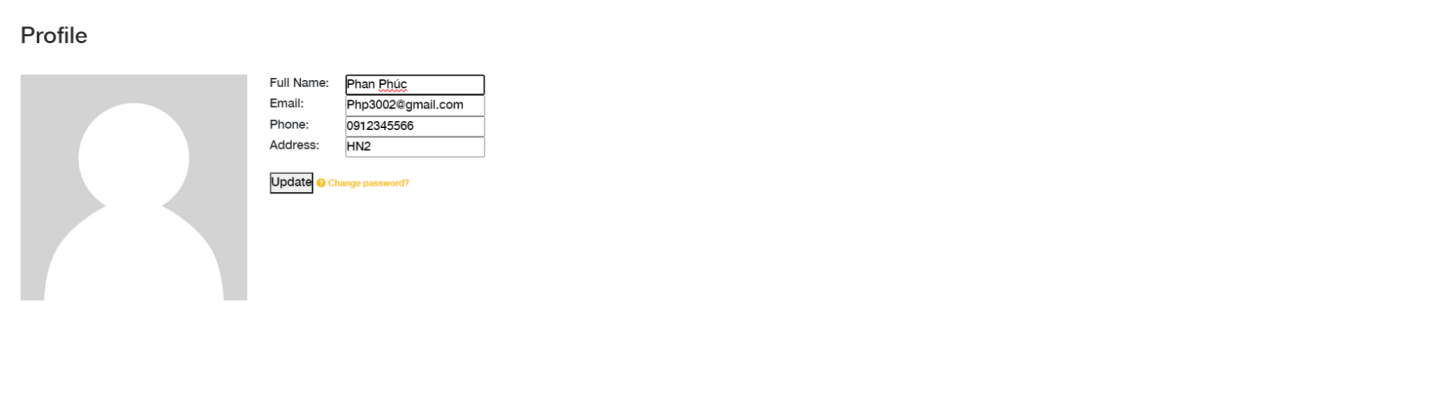 Profile
Full Name: Phan Phúc
Email: Php3002@gmail.com
Phone: 0912345566
Address: HN2
Update ? Change password?